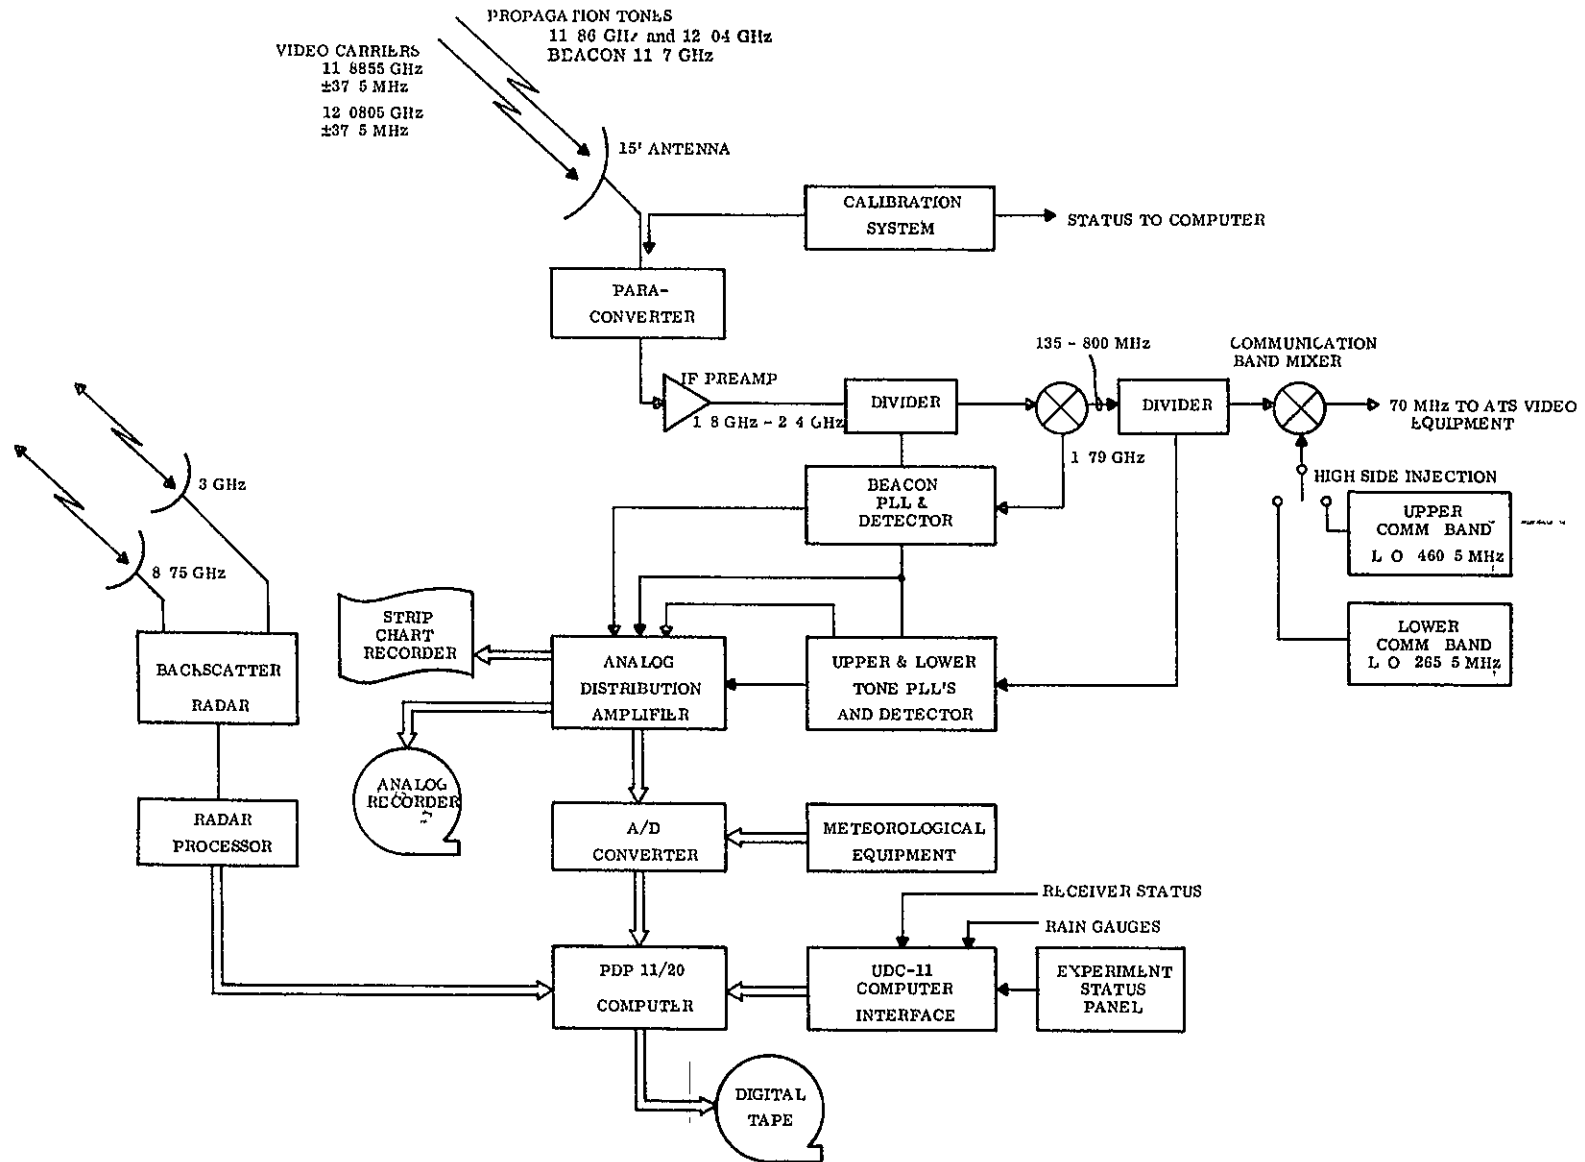 PROPAGATION TONES
11 86 GHz and 12 04 GHz
BEACON 11 7 GHz
VIDEO CARRIERS
11 8855 GHz
±37 5 MHz
12 0805 GHz
±37 5 MHz
15' ANTENNA
CALIBRATION
SYSTEM
STATUS TO COMPUTER
PARA-
CONVERTER
IF PREAMP
1 8 GHz - 2 4 GHz
DIVIDER
135 - 800 MHz
1 79 GHz
DIVIDER
COMMUNICATION
BAND MIXER
70 MHz TO ATS VIDEO
EQUIPMENT
HIGH SIDE INJECTION
UPPER
COMM BAND
L O 460 5 MHz
LOWER
COMM BAND
L O 265 5 MHz
BEACON
PLL &
DETECTOR
3 GHz
8 75 GHz
BACKSCATTER
RADAR
STRIP
CHART
RECORDER
ANALOG
DISTRIBUTION
AMPLIFIER
UPPER & LOWER
TONE PLL'S
AND DETECTOR
ANALOG
RECORDER
RADAR
PROCESSOR
A/D
CONVERTER
METEOROLOGICAL
EQUIPMENT
RECEIVER STATUS
RAIN GAUGES
PDP 11/20
COMPUTER
UDC-11
COMPUTER
INTERFACE
EXPERIMENT
STATUS
PANEL
DIGITAL
TAPE